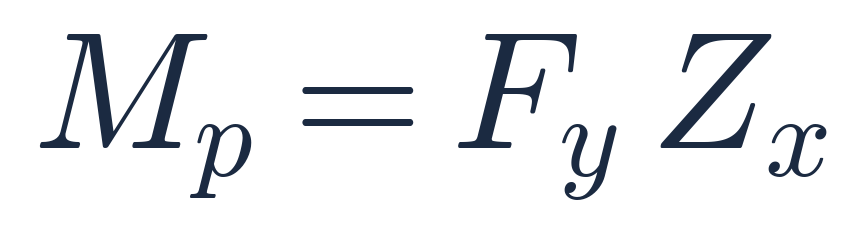 M_p = F_y Z_x